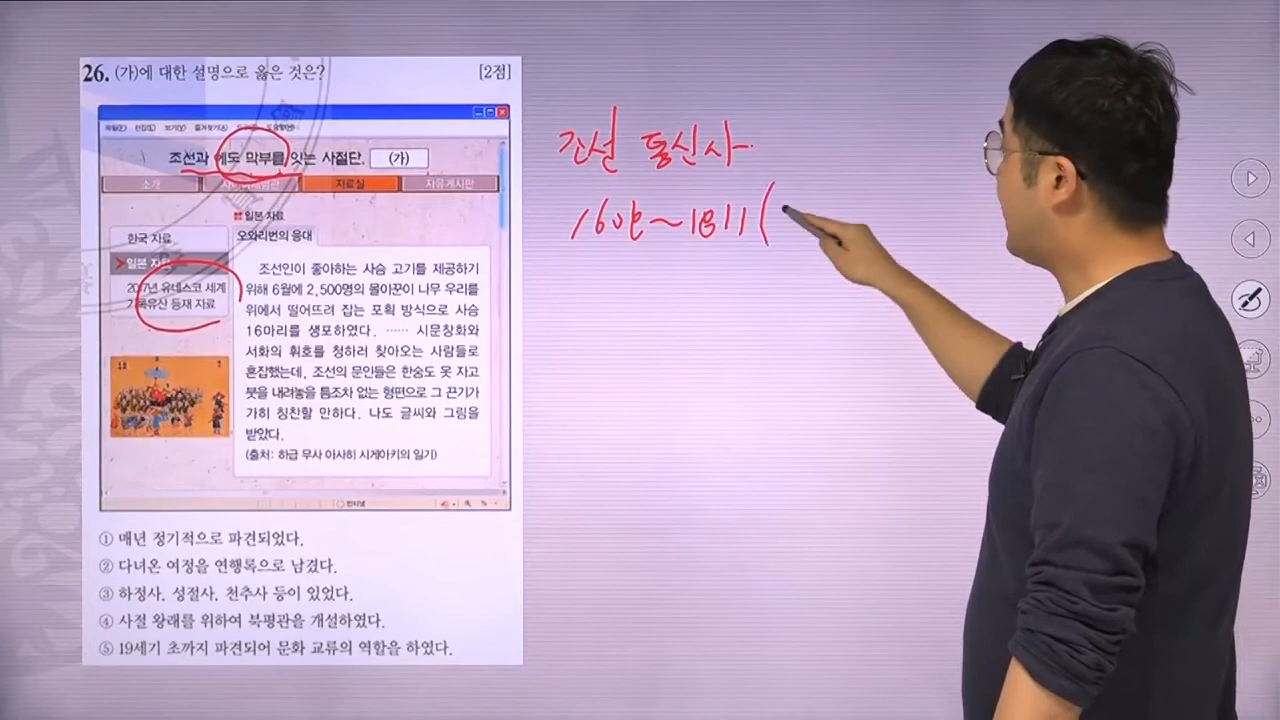 26. (가)에 대한 설명으로 옳은 것은? [2점]
조선과 에도 막부를 잇는 사절단. (가)
소개 자료실 자유게시판
일본 자료
한국 자료 오와리번의 응대
일본 자료
2017년 유네스코 세계
기록유산 등재 자료
조선인이 좋아하는 사슴 고기를 제공하기
위해 6월에 2,500명의 몰이꾼이 나무 우리를
위에서 떨어뜨려 잡는 포획 방식으로 사슴
16마리를 생포하였다. …… 시문창화와
서화의 휘호를 청하러 찾아오는 사람들로
혼잡했는데, 조선의 문인들은 한숨도 못 자고
붓을 내려놓을 틈조차 없는 형편으로 그 끈기가
가히 칭찬할 만하다. 나도 글씨와 그림을
받았다.
(출처: 하급 무사 아사히 시게아키의 일기)
인터넷
① 매년 정기적으로 파견되었다.
② 다녀온 여정을 연행록으로 남겼다.
③ 하정사, 성절사, 천추사 등이 있었다.
④ 사절 왕래를 위하여 북평관을 개설하였다.
⑤ 19세기 초까지 파견되어 문화 교류의 역할을 하였다.
조선 통신사
~1811(